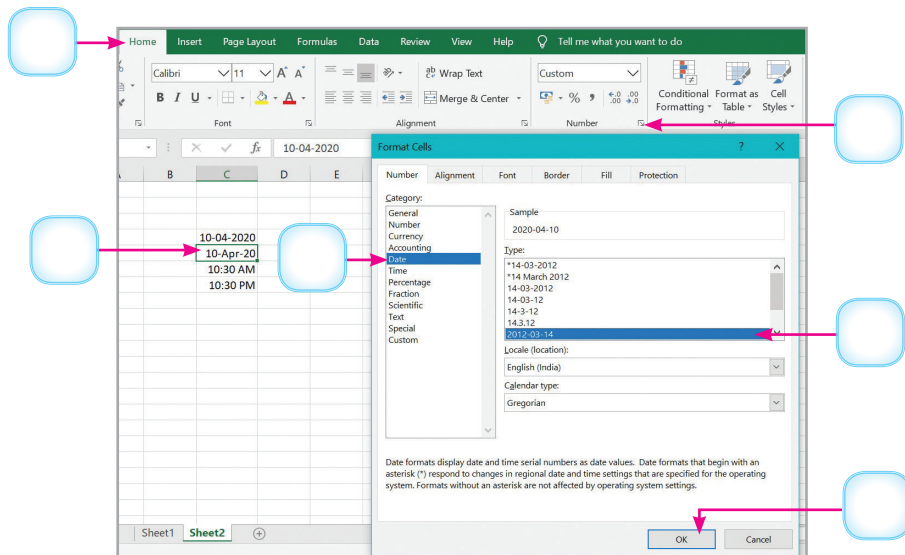 Home Insert Page Layout Formulas Data Review View Help Tell me what you want to do
Calibri 11 A^ A˅ ab Wrap Text Custom
B I U A Merge & Center % , .0 .00 Conditional Format as Cell
Formatting Table Styles
Font Alignment Number Styles
fx 10-04-2020
B C D E
10-04-2020
10-Apr-20
10:30 AM
10:30 PM
Sheet1 Sheet2
Format Cells ? ×
Number Alignment Font Border Fill Protection
Category:
General
Number
Currency
Accounting
Date
Time
Percentage
Fraction
Scientific
Text
Special
Custom
Sample
2020-04-10
Type:
*14-03-2012
*14 March 2012
14-03-2012
14-03-12
14-3-12
14.3.12
2012-03-14
Locale (location):
English (India)
Calendar type:
Gregorian
Date formats display date and time serial numbers as date values. Date formats that begin with an
asterisk (*) respond to changes in regional date and time settings that are specified for the operating
system. Formats without an asterisk are not affected by operating system settings.
OK Cancel